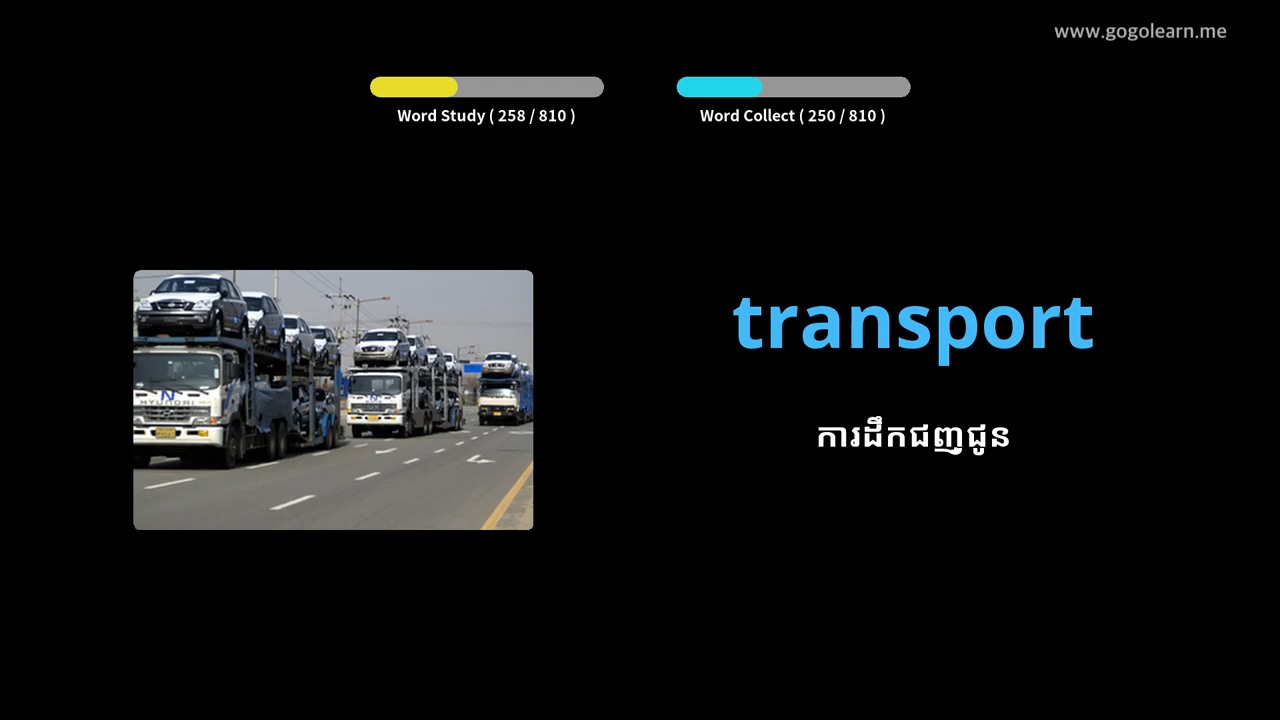 www.gogolearn.me
Word Study ( 258 / 810 )
Word Collect ( 250 / 810 )
transport
ការដឹកជញ្ជូន
N
HYUNDAI